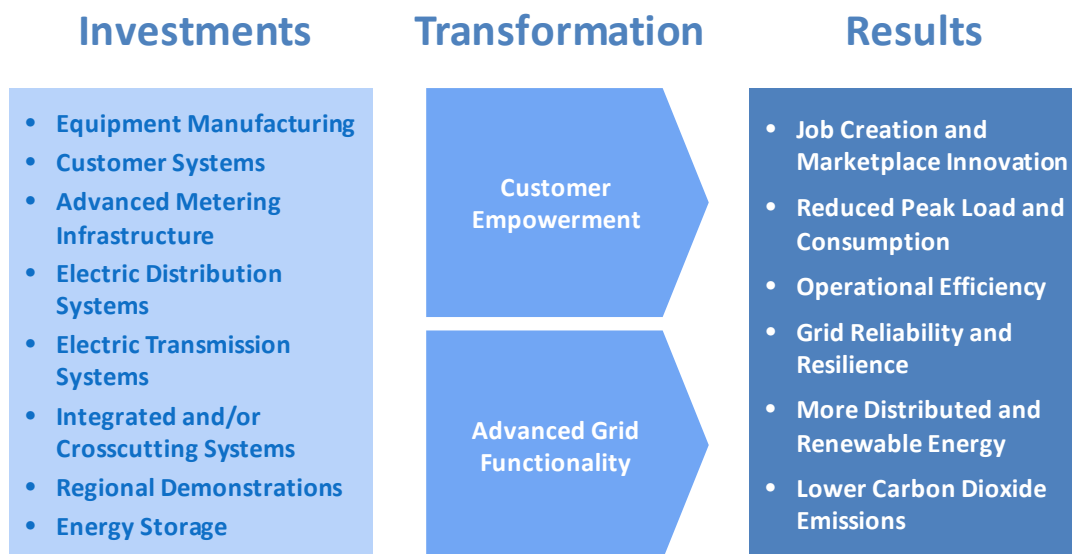 Investments
Transformation
Results
• Equipment Manufacturing
• Customer Systems
• Advanced Metering
Infrastructure
• Electric Distribution
Systems
• Electric Transmission
Systems
• Integrated and/or
Crosscutting Systems
• Regional Demonstrations
• Energy Storage
Customer
Empowerment
Advanced Grid
Functionality
• Job Creation and
Marketplace Innovation
• Reduced Peak Load and
Consumption
• Operational Efficiency
• Grid Reliability and
Resilience
• More Distributed and
Renewable Energy
• Lower Carbon Dioxide
Emissions